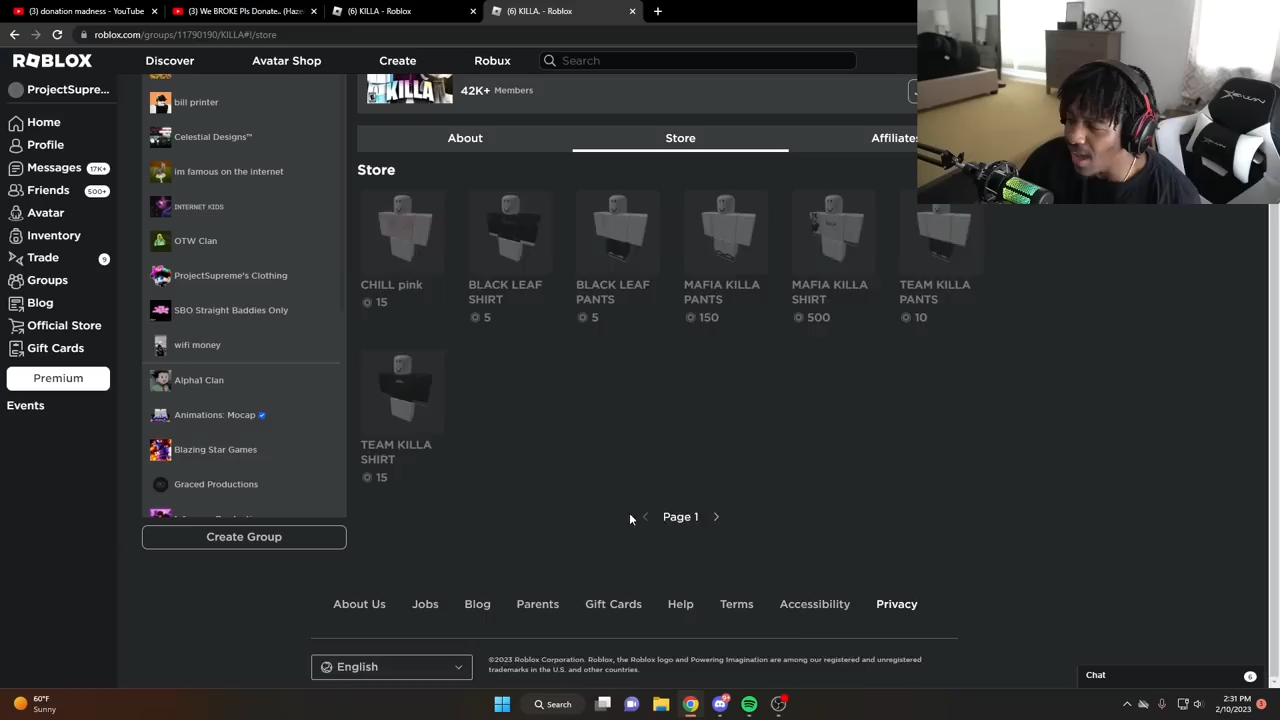 (3) donation madness - YouTube
(3) We BROKE Pls Donate.. (Haze
(6) KILLA - Roblox
(6) KILLA. - Roblox
roblox.com/groups/11790190/KILLA#!/store
ROBLOX
Discover
Avatar Shop
Create
Robux
Search
ProjectSupre...
Home
Profile
Messages 17K+
Friends 500+
Avatar
Inventory
Trade 9
Groups
Blog
Official Store
Gift Cards
Premium
Events
bill printer
Celestial Designs™
im famous on the internet
INTERNET KIDS
OTW Clan
ProjectSupreme's Clothing
SBO Straight Baddies Only
wifi money
Alpha1 Clan
Animations: Mocap
Blazing Star Games
Graced Productions
Create Group
KILLA
42K+ Members
About
Store
Affiliates
Store
CHILL pink
15
BLACK LEAF
SHIRT
5
BLACK LEAF
PANTS
5
MAFIA KILLA
PANTS
150
MAFIA KILLA
SHIRT
500
TEAM KILLA
PANTS
10
TEAM KILLA
SHIRT
15
Page 1
About Us
Jobs
Blog
Parents
Gift Cards
Help
Terms
Accessibility
Privacy
English
©2023 Roblox Corporation. Roblox, the Roblox logo and Powering Imagination are among our registered and unregistered
trademarks in the U.S. and other countries.
Chat
6
60°F
Sunny
Search
2:31 PM
2/10/2023